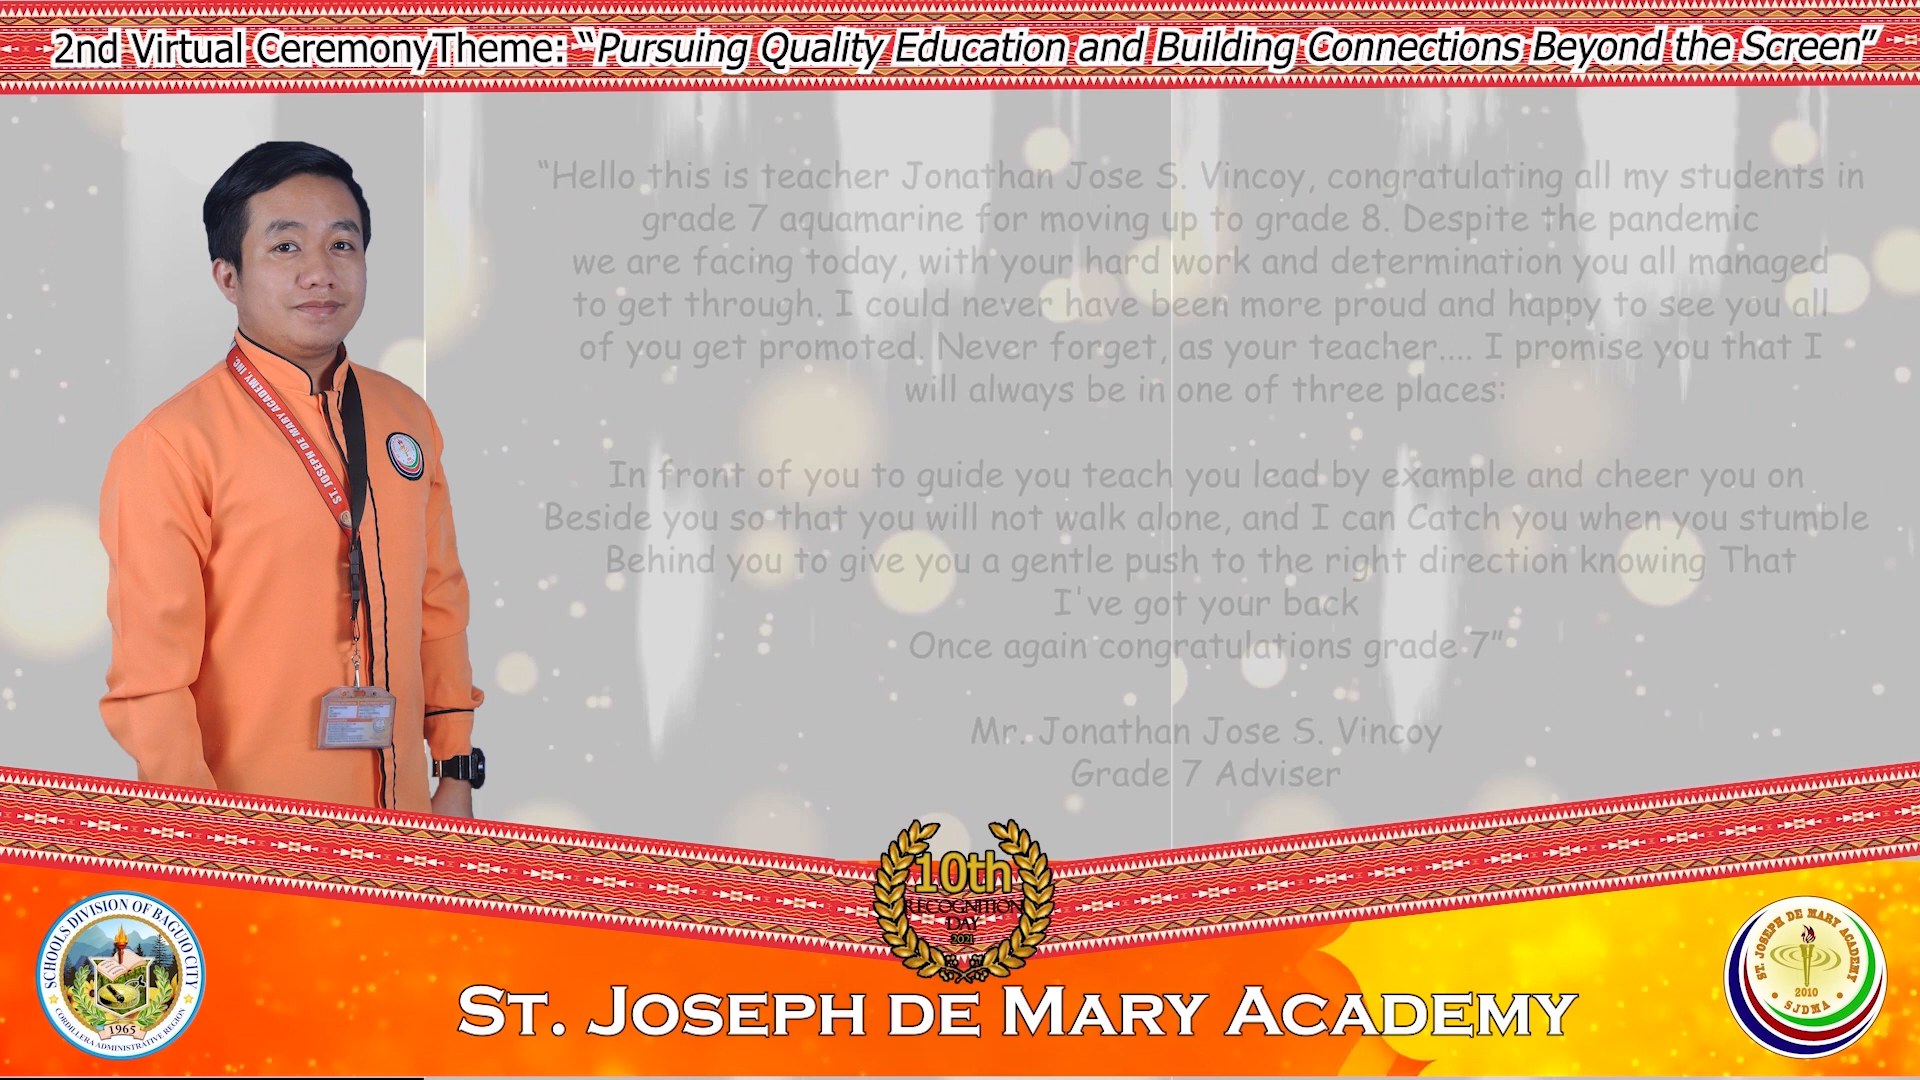 2nd Virtual CeremonyTheme: “Pursuing Quality Education and Building Connections Beyond the Screen”
“Hello this is teacher Jonathan Jose S. Vincoy, congratulating all my students in
grade 7 aquamarine for moving up to grade 8. Despite the pandemic
we are facing today, with your hard work and determination you all managed
to get through. I could never have been more proud and happy to see you all
of you get promoted. Never forget, as your teacher.... I promise you that I
will always be in one of three places:
In front of you to guide you teach you lead by example and cheer you on
Beside you so that you will not walk alone, and I can Catch you when you stumble
Behind you to give you a gentle push to the right direction knowing That
I've got your back
Once again congratulations grade 7”
Mr. Jonathan Jose S. Vincoy
Grade 7 Adviser
ST. JOSEPH DE MARY ACADEMY, INC.
10th
RECOGNITION
DAY
2021
SCHOOLS DIVISION OF BAGUIO CITY
1965
CORDILLERA ADMINISTRATIVE REGION
ST. JOSEPH DE MARY ACADEMY
ST. JOSEPH DE MARY ACADEMY
2010
SJDMA